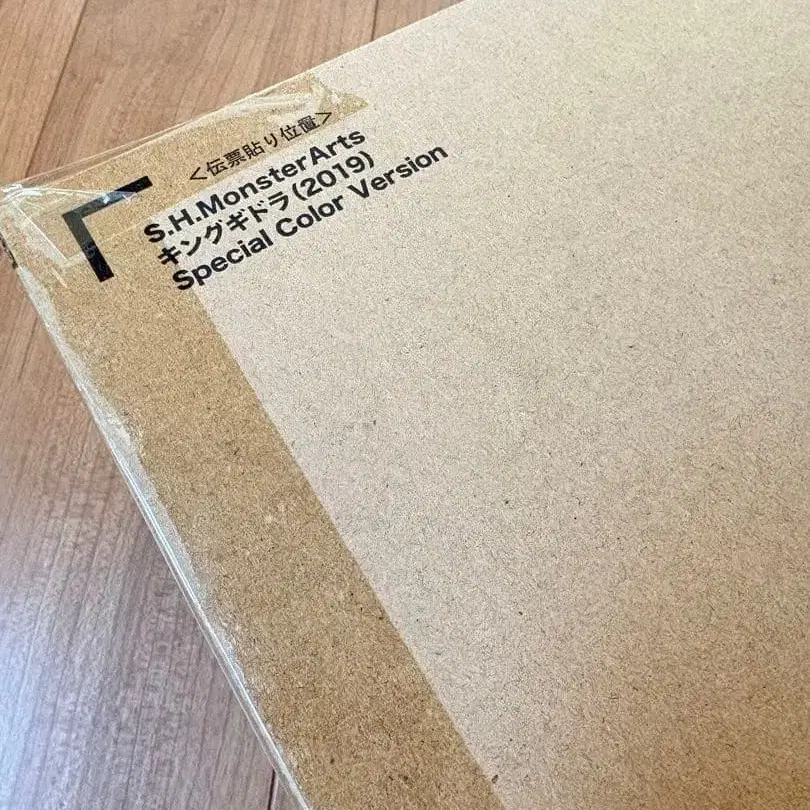 <伝票貼り位置>
S.H.MonsterArts
キングギドラ(2019)
Special Color Version